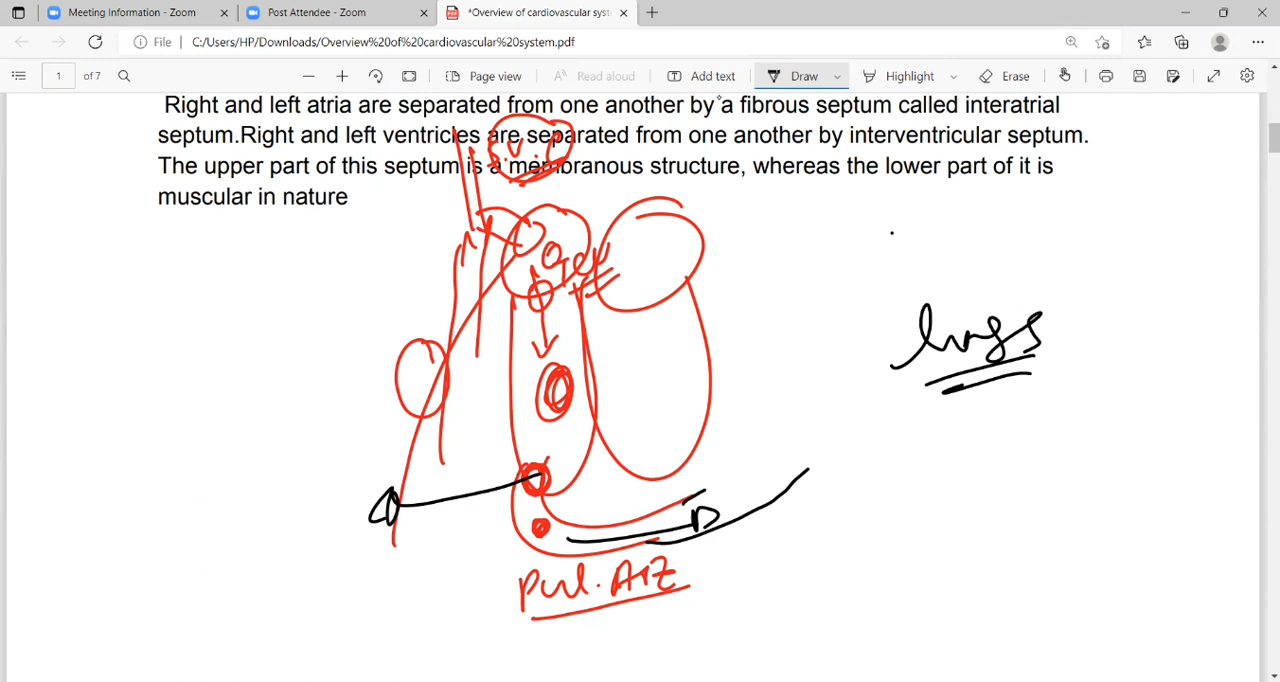 Meeting Information - Zoom
Post Attendee - Zoom
*Overview of cardiovascular syst
File
C:/Users/HP/Downloads/Overview%20of%20cardiovascular%20system.pdf
1 of 7
Page view
Read aloud
Add text
Draw
Highlight
Erase
Right and left atria are separated from one another by a fibrous septum called interatrial
septum.Right and left ventricles are separated from one another by interventricular septum.
The upper part of this septum is a membranous structure, whereas the lower part of it is
muscular in nature
S.V.C
lungs
Pul.